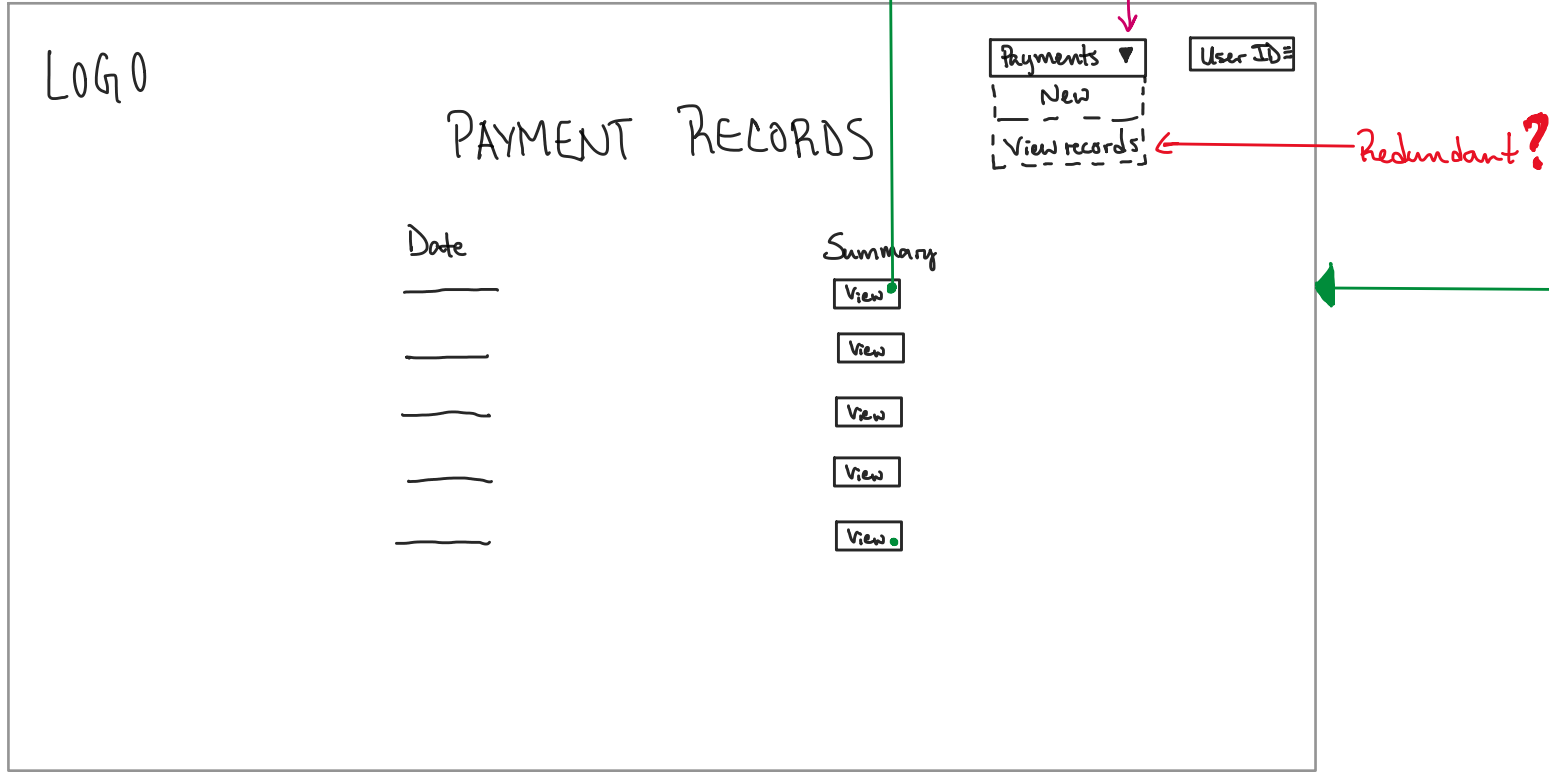 LOGO
Payments ▼
User ID≡
New
View records
Redundant?
PAYMENT RECORDS
Date
Summary
View
View
View
View
View